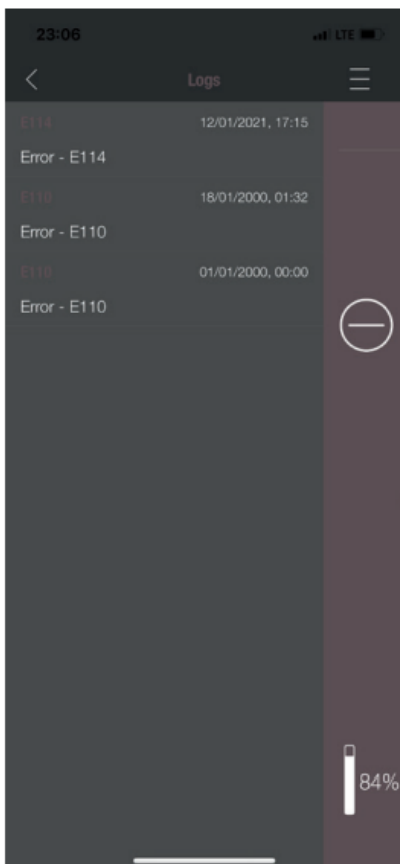 23:06 LTE
Logs
E114 12/01/2021, 17:15
Error - E114
E110 18/01/2000, 01:32
Error - E110
E110 01/01/2000, 00:00
Error - E110
84%